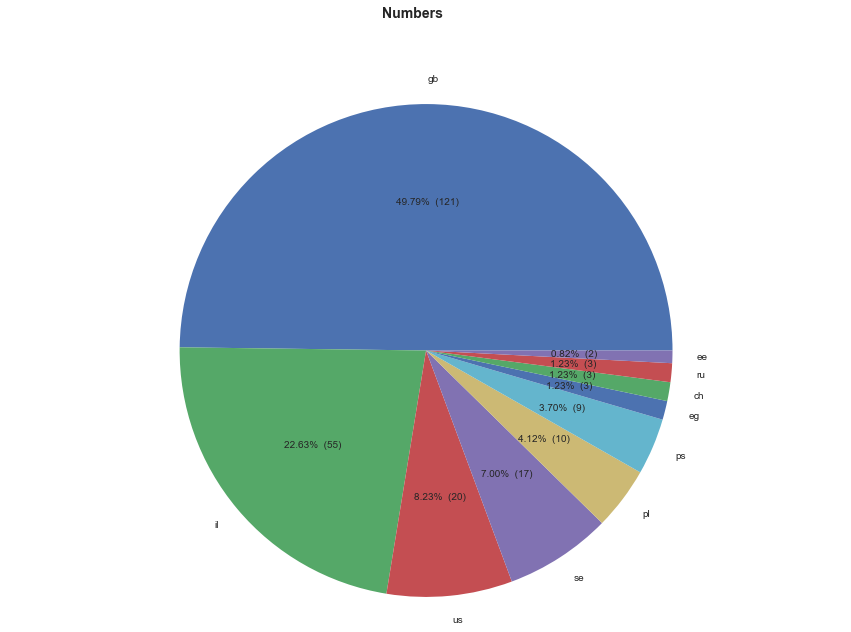 Numbers
gb
49.79% (121)
0.82% (2)
ee
1.23% (3)
ru
1.23% (3)
1.23% (3)
ch
3.70% (9)
eg
4.12% (10)
22.63% (55)
ps
7.00% (17)
8.23% (20)
pl
il
se
us